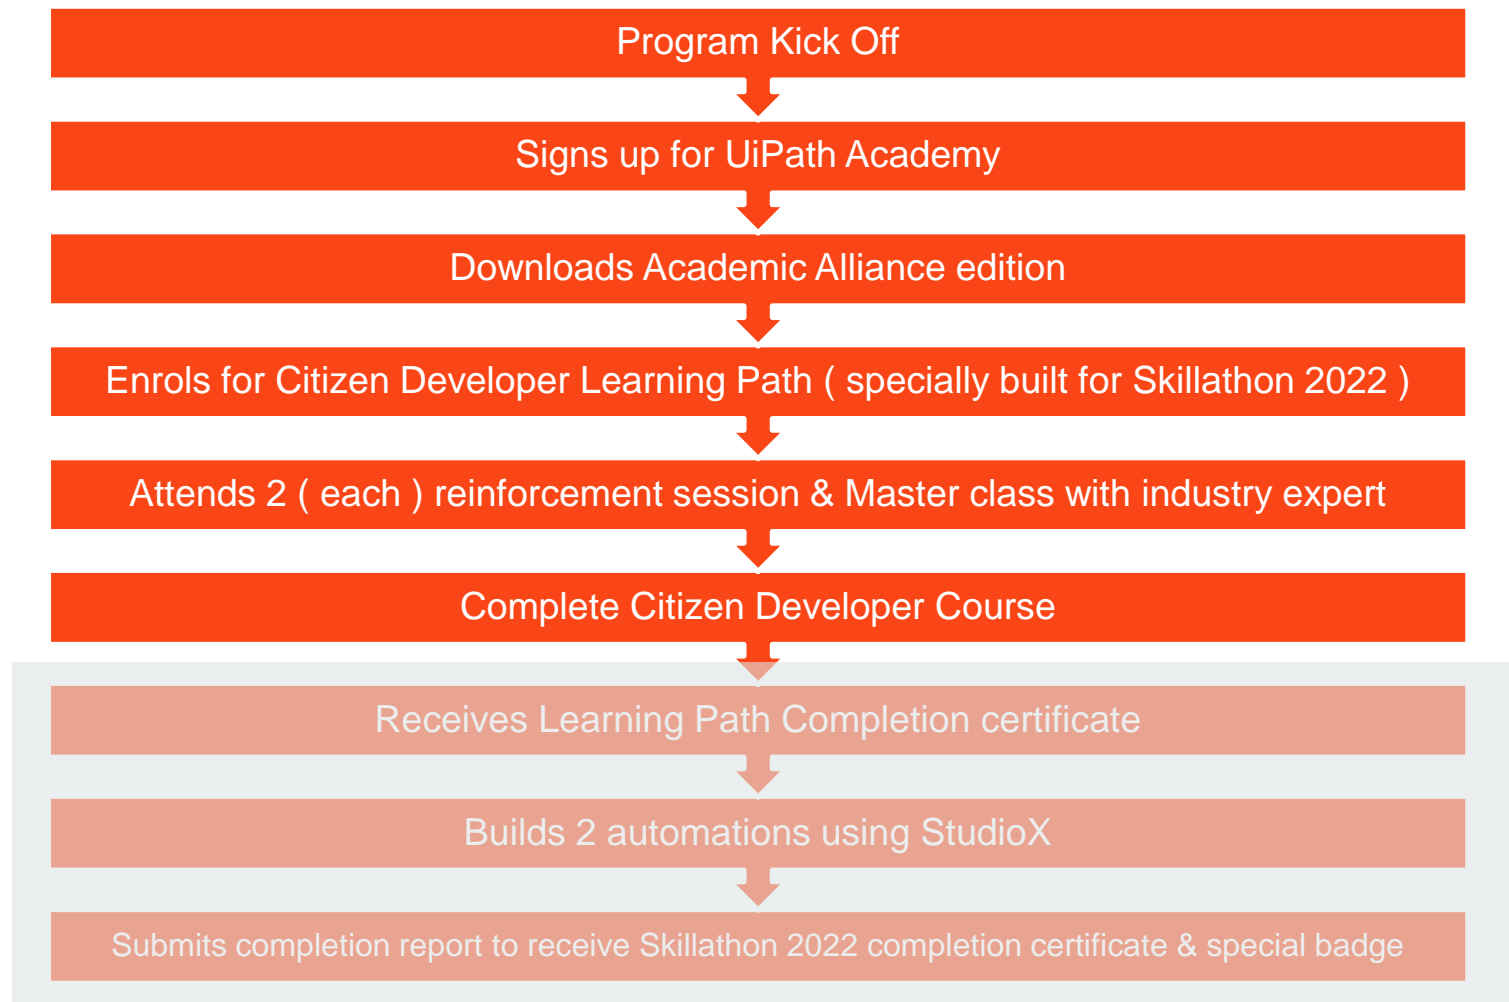 Program Kick Off
Signs up for UiPath Academy
Downloads Academic Alliance edition
Enrols for Citizen Developer Learning Path ( specially built for Skillathon 2022 )
Attends 2 ( each ) reinforcement session & Master class with industry expert
Complete Citizen Developer Course
Receives Learning Path Completion certificate
Builds 2 automations using StudioX
Submits completion report to receive Skillathon 2022 completion certificate & special badge